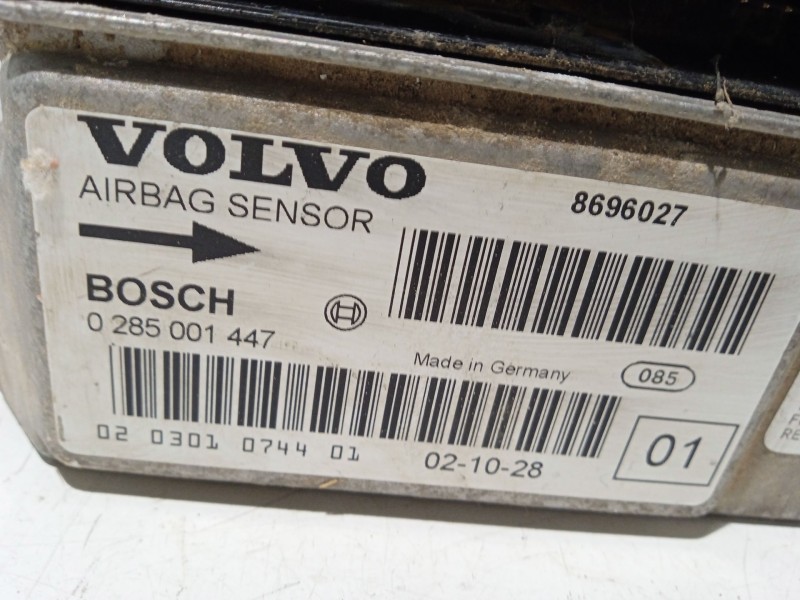 VOLVO
AIRBAG SENSOR
8696027
BOSCH
0 285 001 447
Made in Germany
085
02 0301 0744 01
02-10-28
01